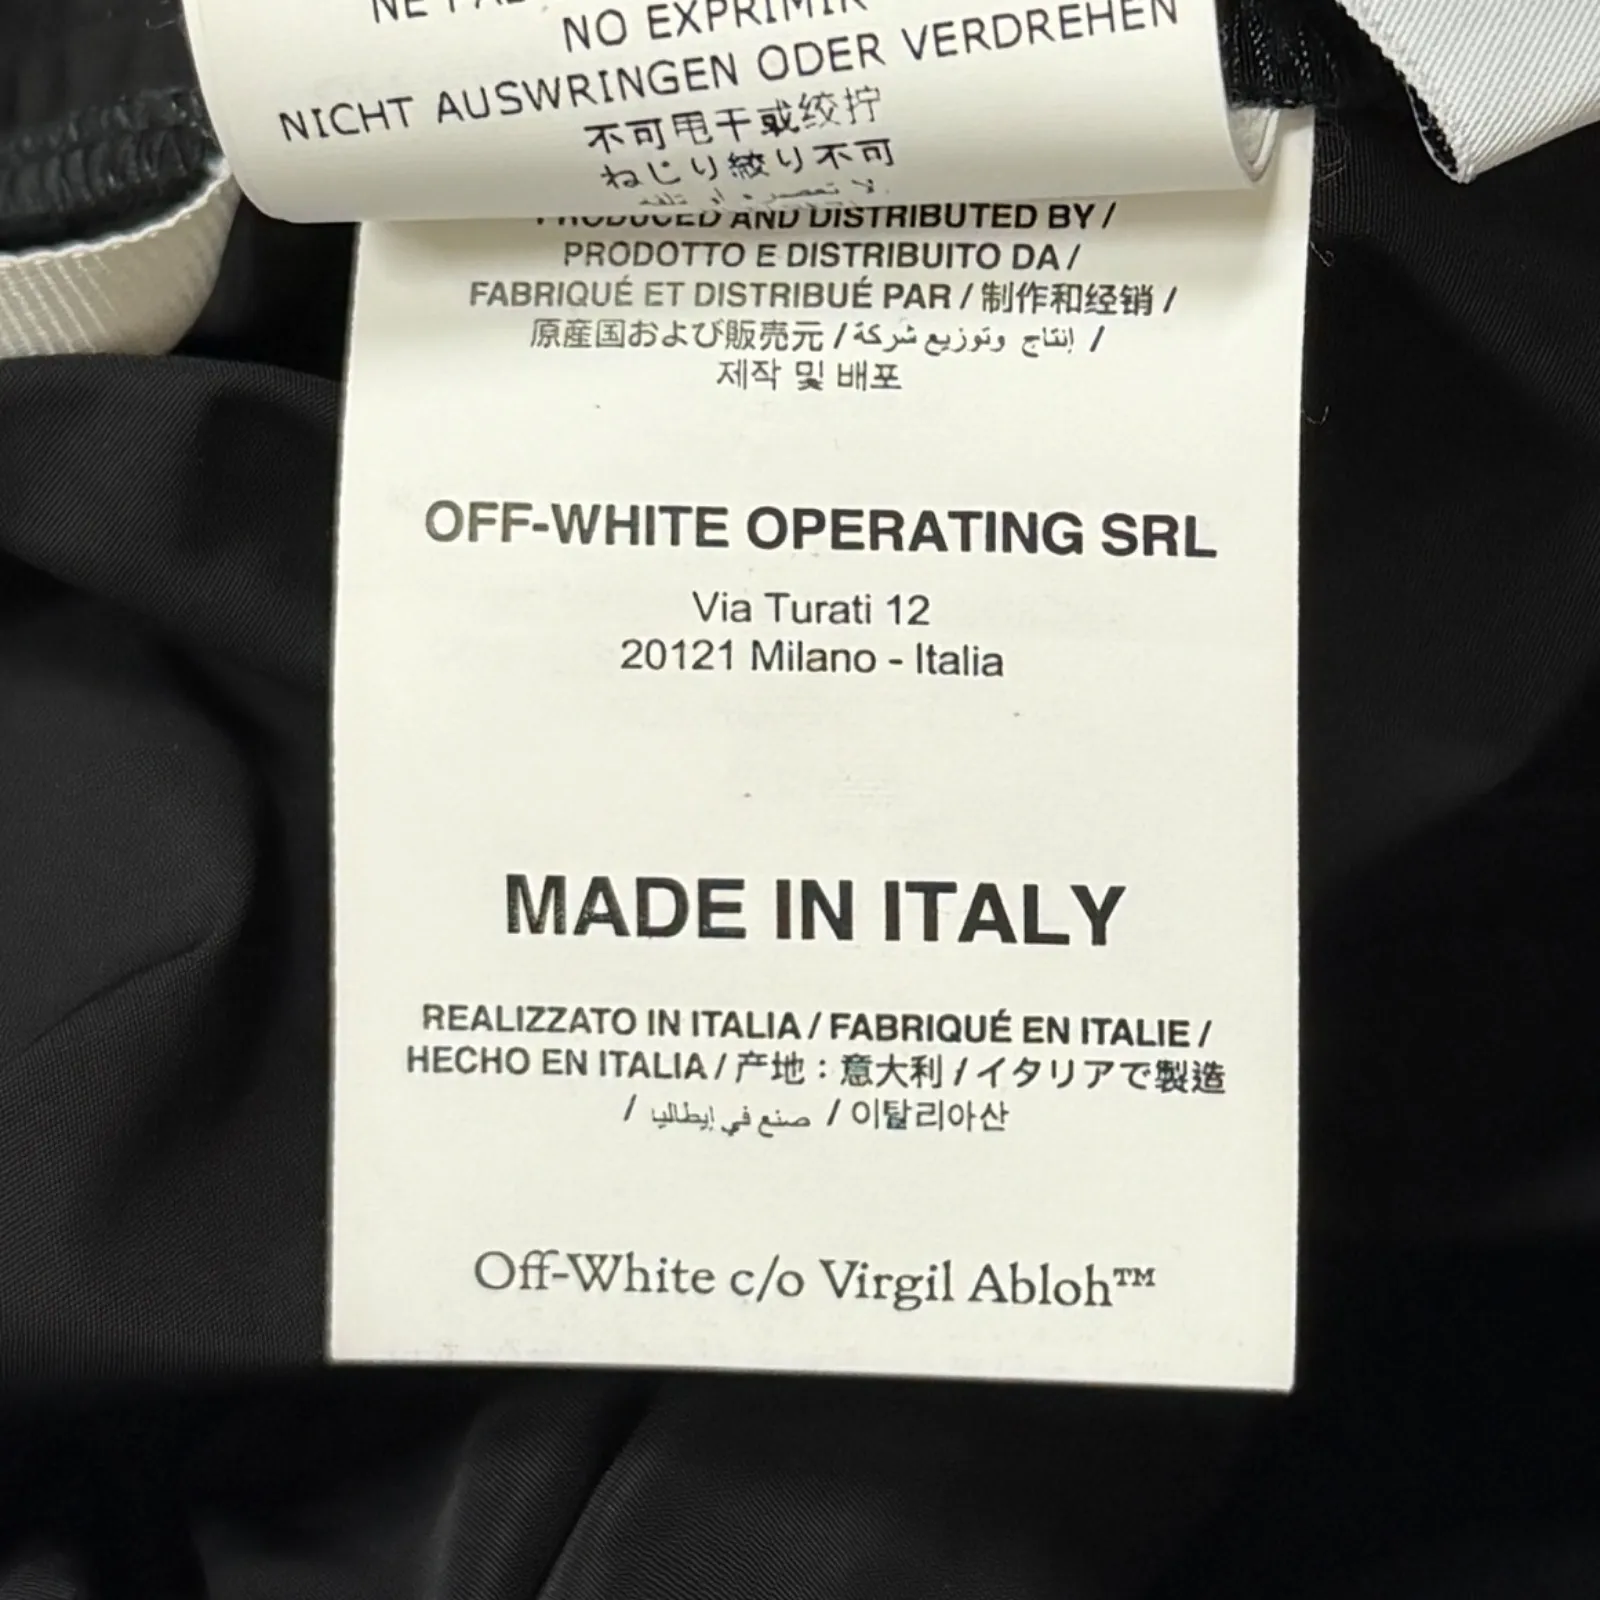 NO EXPRIMIR
NICHT AUSWRINGEN ODER VERDREHEN
不可甩干或绞拧
ねじり絞り不可
PRODUCED AND DISTRIBUTED BY /
PRODOTTO E DISTRIBUITO DA /
FABRIQUÉ ET DISTRIBUÉ PAR / 制作和经销 /
原産国および販売元 / إنتاج وتوزيع شركة /
제작 및 배포
OFF-WHITE OPERATING SRL
Via Turati 12
20121 Milano - Italia
MADE IN ITALY
REALIZZATO IN ITALIA / FABRIQUÉ EN ITALIE /
HECHO EN ITALIA / 产地：意大利 / イタリアで製造
/ صنع في إيطاليا / 이탈리아산
Off-White c/o Virgil Abloh™